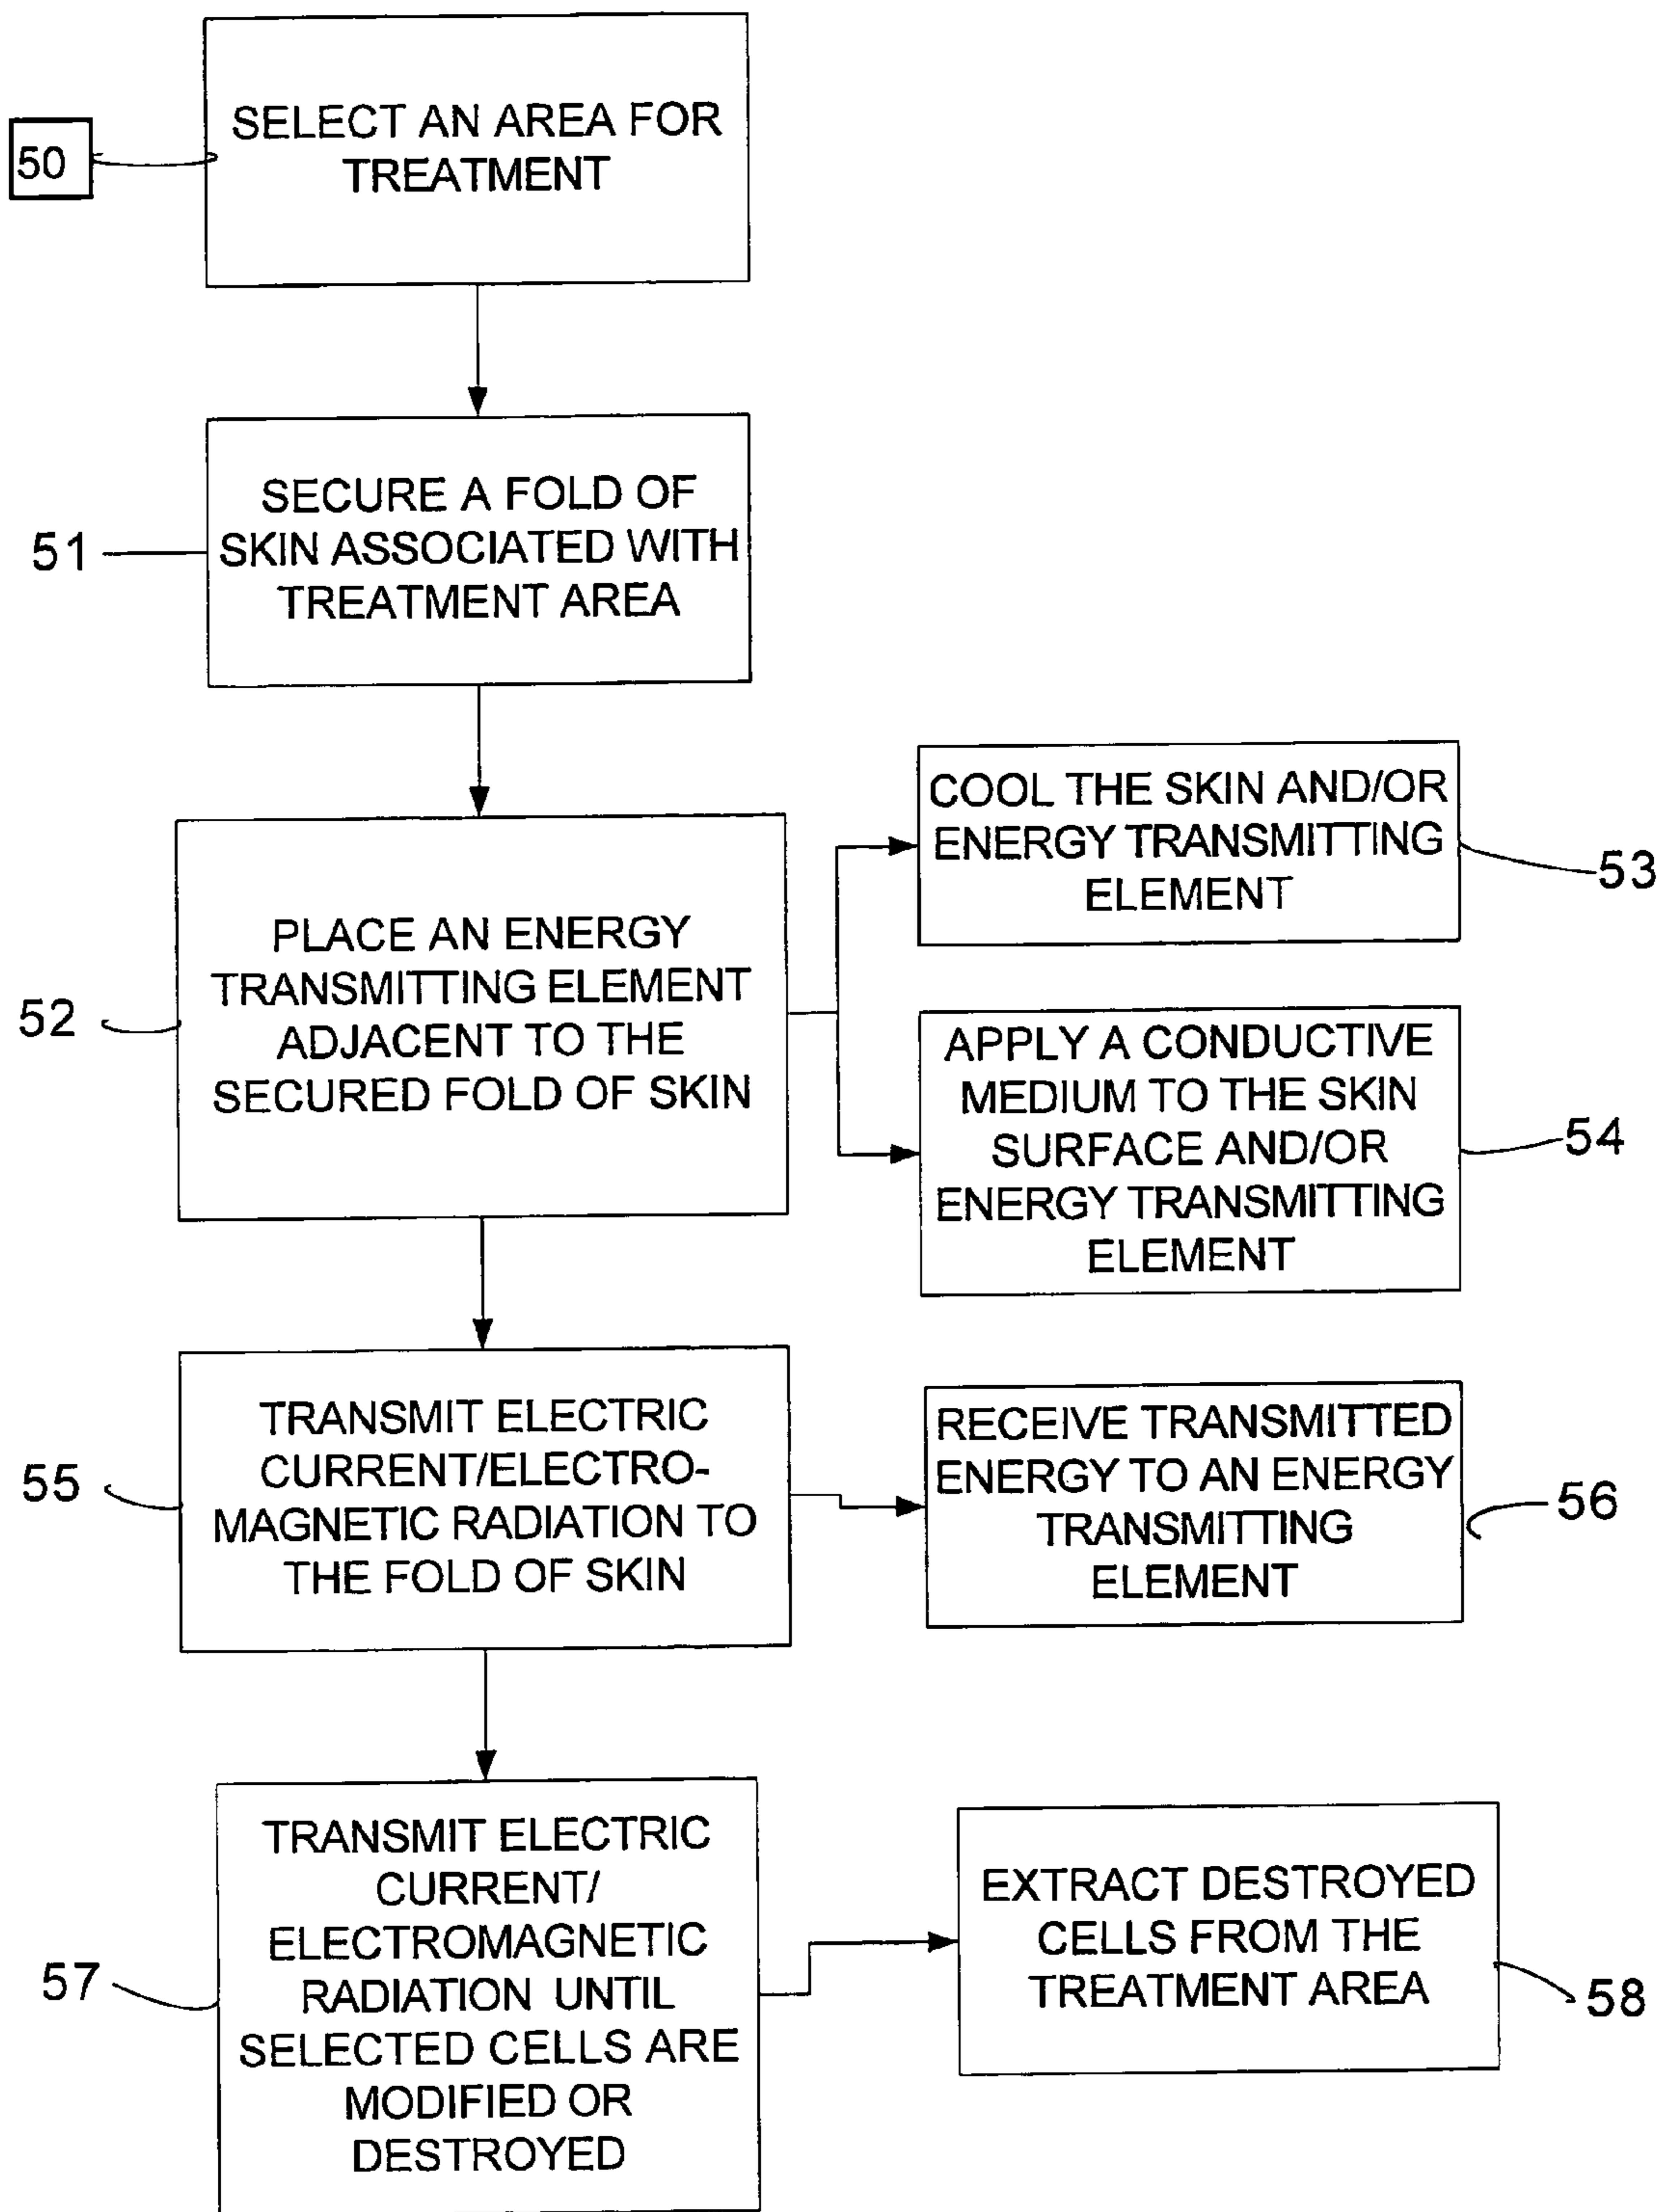 50
SELECT AN AREA FOR
TREATMENT
51
SECURE A FOLD OF
SKIN ASSOCIATED WITH
TREATMENT AREA
52
PLACE AN ENERGY
TRANSMITTING ELEMENT
ADJACENT TO THE
SECURED FOLD OF SKIN
COOL THE SKIN AND/OR
ENERGY TRANSMITTING
ELEMENT
53
APPLY A CONDUCTIVE
MEDIUM TO THE SKIN
SURFACE AND/OR
ENERGY TRANSMITTING
ELEMENT
54
55
TRANSMIT ELECTRIC
CURRENT/ELECTRO-
MAGNETIC RADIATION TO
THE FOLD OF SKIN
RECEIVE TRANSMITTED
ENERGY TO AN ENERGY
TRANSMITTING
ELEMENT
56
57
TRANSMIT ELECTRIC
CURRENT/
ELECTROMAGNETIC
RADIATION UNTIL
SELECTED CELLS ARE
MODIFIED OR
DESTROYED
EXTRACT DESTROYED
CELLS FROM THE
TREATMENT AREA
58